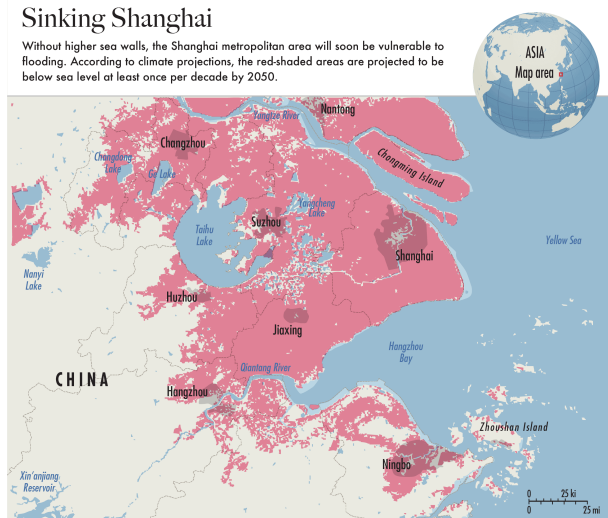 Sinking Shanghai
Without higher sea walls, the Shanghai metropolitan area will soon be vulnerable to
flooding. According to climate projections, the red-shaded areas are projected to be
below sea level at least once per decade by 2050.
ASIA
Map area
Nantong
Yangtze River
Changzhou
Chongming Island
Changdang
Lake
Ge Lake
Yangcheng
Lake
Suzhou
Taihu
Lake
Shanghai
Yellow Sea
Nanyi
Lake
Huzhou
Jiaxing
Hangzhou
Bay
Qiantang River
CHINA
Hangzhou
Zhoushan Island
Ningbo
Xin'anjiang
Reservoir
0 25 ki
0 25 mi